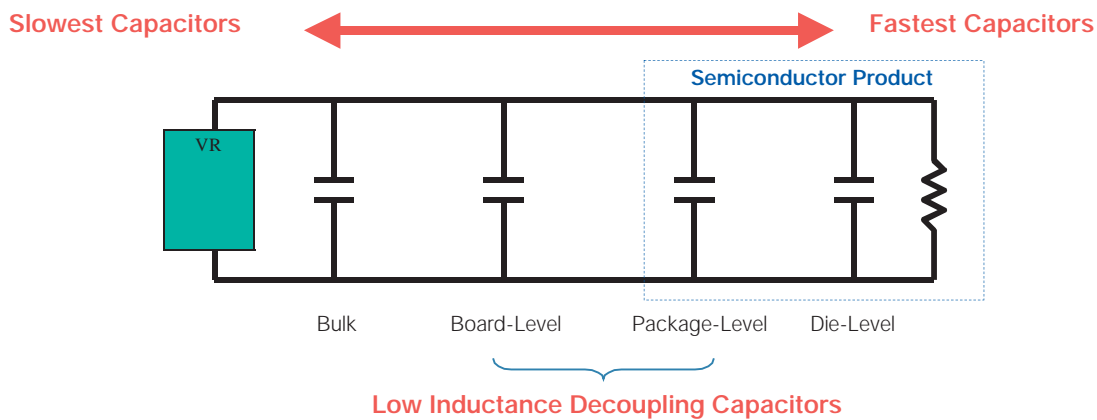 Slowest Capacitors
Fastest Capacitors
Semiconductor Product
VR
Bulk
Board-Level
Package-Level
Die-Level
Low Inductance Decoupling Capacitors